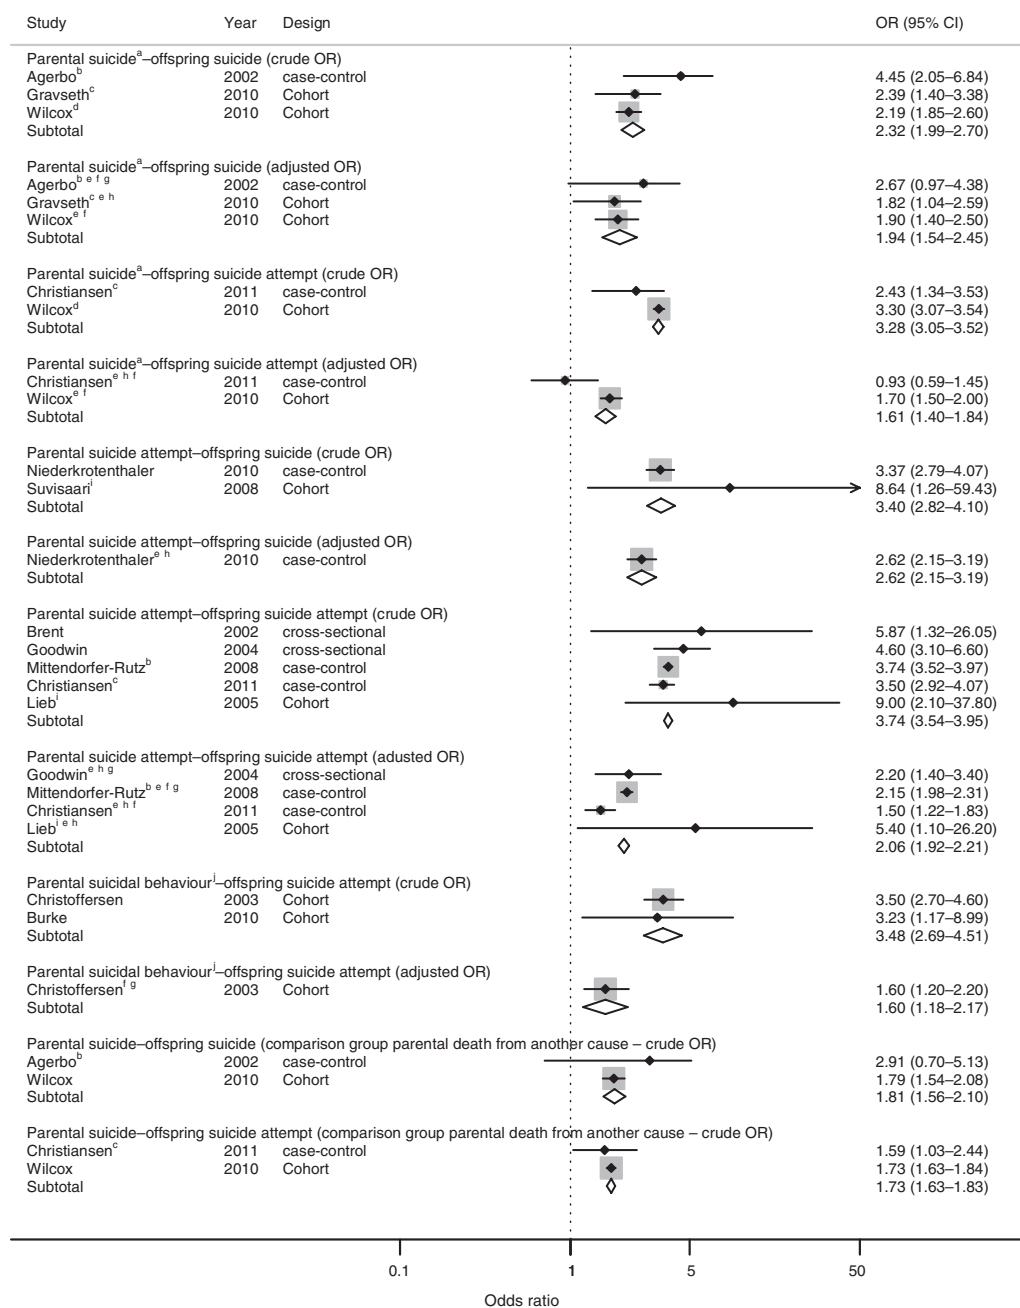 Study Year Design OR (95% CI)
Parental suicideᵃ–offspring suicide (crude OR)
Agerboᵇ 2002 case-control 4.45 (2.05–6.84)
Gravsethᶜ 2010 Cohort 2.39 (1.40–3.38)
Wilcoxᵈ 2010 Cohort 2.19 (1.85–2.60)
Subtotal 2.32 (1.99–2.70)
Parental suicideᵃ–offspring suicide (adjusted OR)
Agerboᵇ ᵉ ᶠ ᵍ 2002 case-control 2.67 (0.97–4.38)
Gravsethᶜ ᵉ ʰ 2010 Cohort 1.82 (1.04–2.59)
Wilcoxᵉ ᶠ 2010 Cohort 1.90 (1.40–2.50)
Subtotal 1.94 (1.54–2.45)
Parental suicideᵃ–offspring suicide attempt (crude OR)
Christiansenᶜ 2011 case-control 2.43 (1.34–3.53)
Wilcoxᵈ 2010 Cohort 3.30 (3.07–3.54)
Subtotal 3.28 (3.05–3.52)
Parental suicideᵃ–offspring suicide attempt (adjusted OR)
Christiansenᵉ ʰ ᶠ 2011 case-control 0.93 (0.59–1.45)
Wilcoxᵉ ᶠ 2010 Cohort 1.70 (1.50–2.00)
Subtotal 1.61 (1.40–1.84)
Parental suicide attempt–offspring suicide (crude OR)
Niederkrotenthaler 2010 case-control 3.37 (2.79–4.07)
Suvisaariⁱ 2008 Cohort 8.64 (1.26–59.43)
Subtotal 3.40 (2.82–4.10)
Parental suicide attempt–offspring suicide (adjusted OR)
Niederkrotenthalerᵉ ʰ 2010 case-control 2.62 (2.15–3.19)
Subtotal 2.62 (2.15–3.19)
Parental suicide attempt–offspring suicide attempt (crude OR)
Brent 2002 cross-sectional 5.87 (1.32–26.05)
Goodwin 2004 cross-sectional 4.60 (3.10–6.60)
Mittendorfer-Rutzᵇ 2008 case-control 3.74 (3.52–3.97)
Christiansenᶜ 2011 case-control 3.50 (2.92–4.07)
Liebⁱ 2005 Cohort 9.00 (2.10–37.80)
Subtotal 3.74 (3.54–3.95)
Parental suicide attempt–offspring suicide attempt (adusted OR)
Goodwinᵉ ʰ ᵍ 2004 cross-sectional 2.20 (1.40–3.40)
Mittendorfer-Rutzᵇ ᵉ ᶠ ᵍ 2008 case-control 2.15 (1.98–2.31)
Christiansenᵉ ʰ ᶠ 2011 case-control 1.50 (1.22–1.83)
Liebⁱ ᵉ ʰ 2005 Cohort 5.40 (1.10–26.20)
Subtotal 2.06 (1.92–2.21)
Parental suicidal behaviourʲ–offspring suicide attempt (crude OR)
Christoffersen 2003 Cohort 3.50 (2.70–4.60)
Burke 2010 Cohort 3.23 (1.17–8.99)
Subtotal 3.48 (2.69–4.51)
Parental suicidal behaviourʲ–offspring suicide attempt (adjusted OR)
Christoffersenᶠ ᵍ 2003 Cohort 1.60 (1.20–2.20)
Subtotal 1.60 (1.18–2.17)
Parental suicide–offspring suicide (comparison group parental death from another cause – crude OR)
Agerboᵇ 2002 case-control 2.91 (0.70–5.13)
Wilcox 2010 Cohort 1.79 (1.54–2.08)
Subtotal 1.81 (1.56–2.10)
Parental suicide–offspring suicide attempt (comparison group parental death from another cause – crude OR)
Christiansenᶜ 2011 case-control 1.59 (1.03–2.44)
Wilcox 2010 Cohort 1.73 (1.63–1.84)
Subtotal 1.73 (1.63–1.83)
0.1 1 5 50
Odds ratio